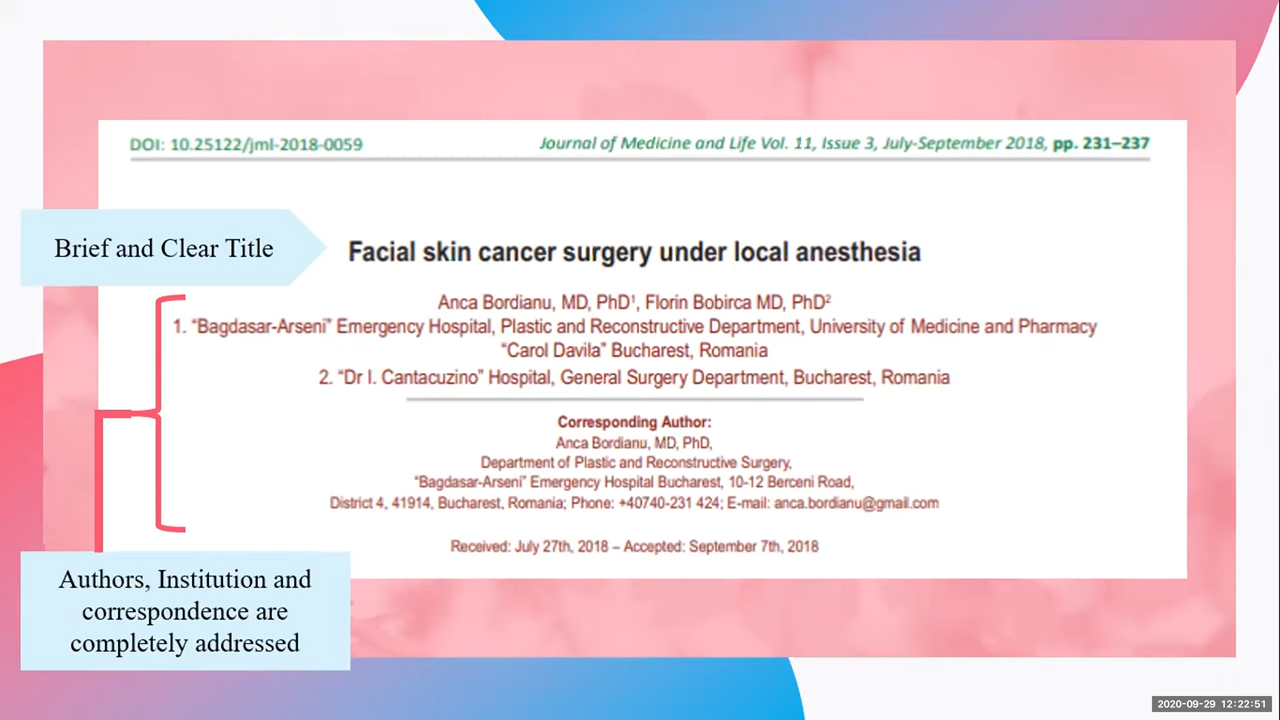 DOI: 10.25122/jml-2018-0059
Journal of Medicine and Life Vol. 11, Issue 3, July-September 2018, pp. 231–237
Brief and Clear Title
Facial skin cancer surgery under local anesthesia
Anca Bordianu, MD, PhD¹, Florin Bobirca MD, PhD²
1. “Bagdasar-Arseni” Emergency Hospital, Plastic and Reconstructive Department, University of Medicine and Pharmacy
“Carol Davila” Bucharest, Romania
2. “Dr I. Cantacuzino” Hospital, General Surgery Department, Bucharest, Romania
Corresponding Author:
Anca Bordianu, MD, PhD,
Department of Plastic and Reconstructive Surgery,
“Bagdasar-Arseni” Emergency Hospital Bucharest, 10-12 Berceni Road,
District 4, 41914, Bucharest, Romania; Phone: +40740-231 424; E-mail: anca.bordianu@gmail.com
Received: July 27th, 2018 – Accepted: September 7th, 2018
Authors, Institution and
correspondence are
completely addressed
2020-09-29 12:22:51